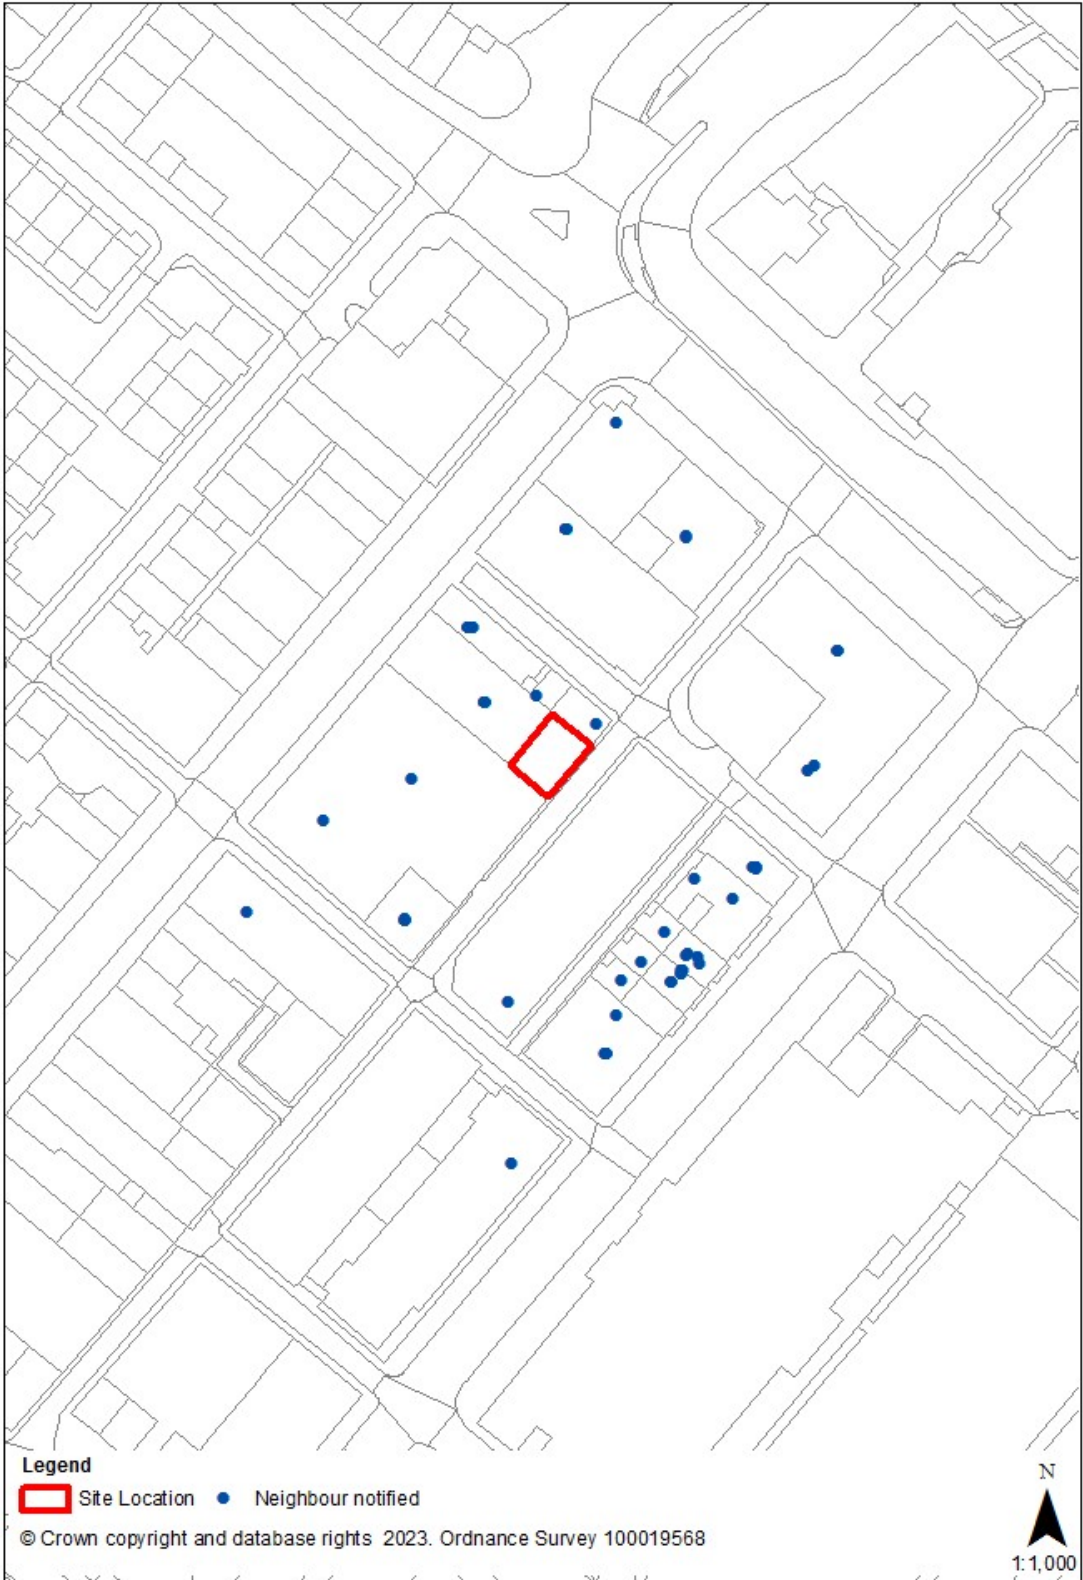 Legend
Site Location Neighbour notified
© Crown copyright and database rights 2023. Ordnance Survey 100019568
N
1:1,000